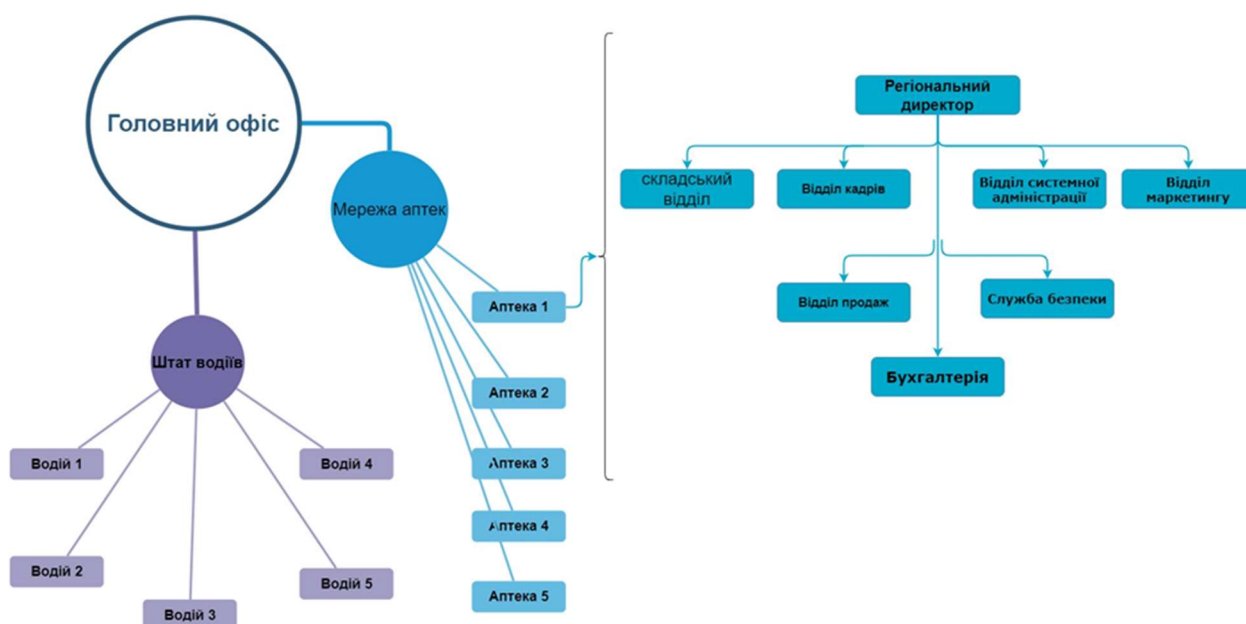 Головний офіс
Мережа аптек
Аптека 1
Аптека 2
Аптека 3
Аптека 4
Аптека 5
Штат водіїв
Водій 1
Водій 4
Водій 2
Водій 5
Водій 3
Регіональний
директор
складський
відділ
Відділ кадрів
Відділ системної
адміністрації
Відділ
маркетингу
Відділ продаж
Служба безпеки
Бухгалтерія